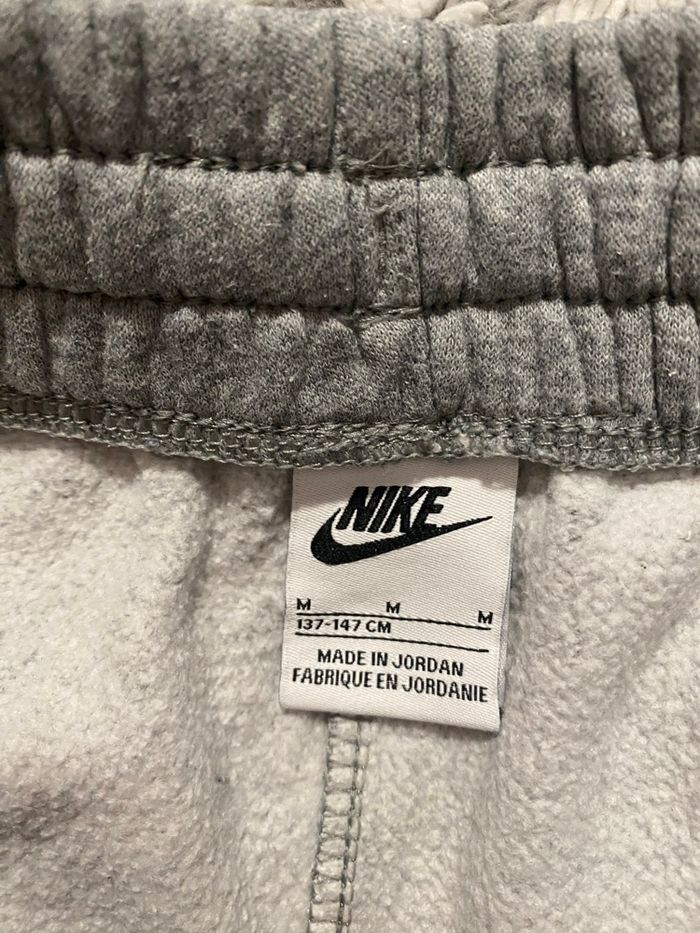 NIKE
M M M
137-147 CM
MADE IN JORDAN
FABRIQUE EN JORDANIE